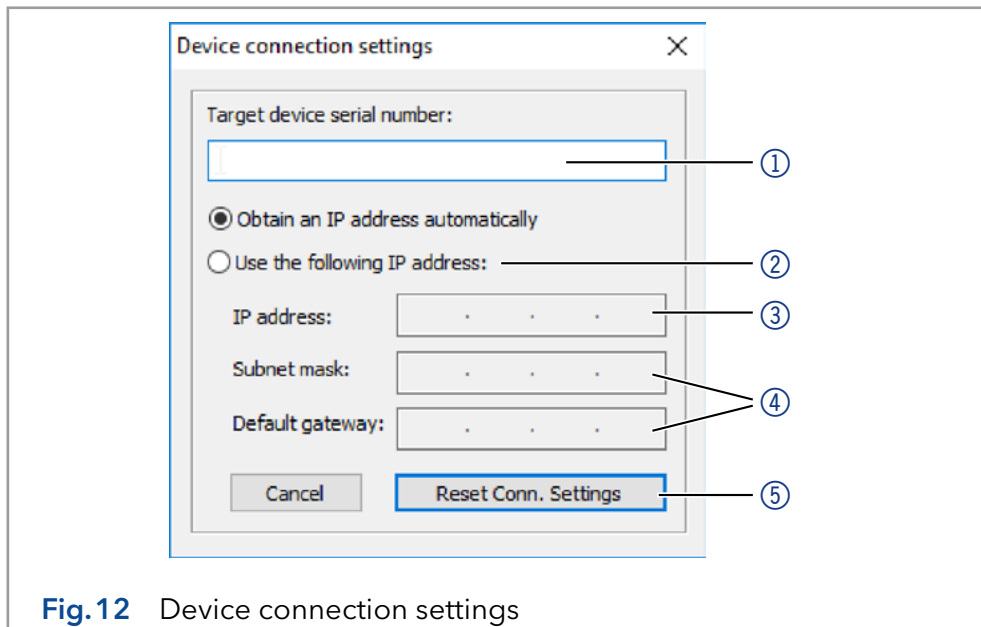 Device connection settings
Target device serial number:
①
Obtain an IP address automatically
Use the following IP address: ②
IP address: . . . ③
Subnet mask: . . .
④
Default gateway: . . .
Cancel Reset Conn. Settings ⑤
Fig.12 Device connection settings